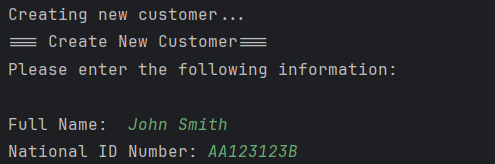 Creating new customer...
=== Create New Customer===
Please enter the following information:
Full Name:  John Smith
National ID Number: AA123123B